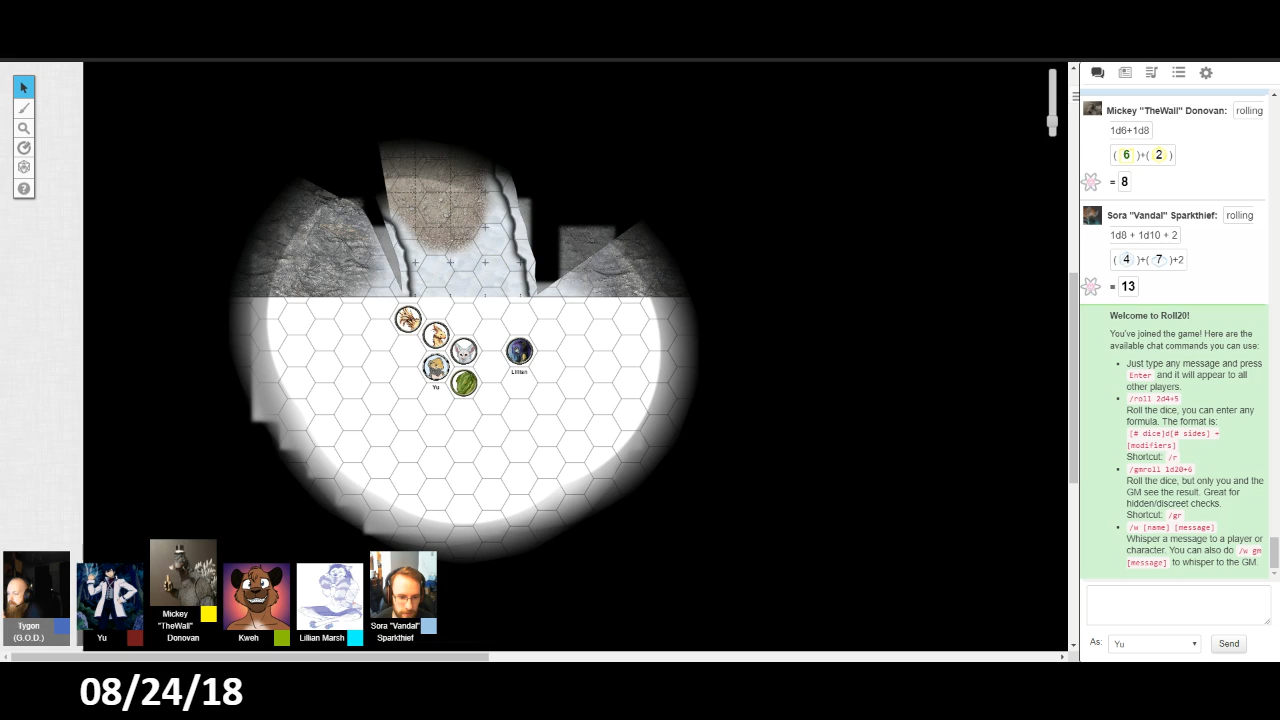 Mickey "TheWall" Donovan: rolling
1d6+1d8
( 6 )+( 2 )
= 8
Sora "Vandal" Sparkthief: rolling
1d8 + 1d10 + 2
( 4 )+( 7 )+2
= 13
Welcome to Roll20!
You've joined the game! Here are the
available chat commands you can use:
Just type any message and press
Enter and it will appear to all
other players.
/roll 2d4+5
Roll the dice, you can enter any
formula. The format is:
[# dice]d[# sides] +
[modifiers]
Shortcut: /r
/gmroll 1d20+6
Roll the dice, but only you and the
GM see the result. Great for
hidden/discreet checks.
Shortcut: /gr
/w [name] [message]
Whisper a message to a player or
character. You can also do /w gm
[message] to whisper to the GM.
As: Yu Send
Yu
Lillian
Tygon
(G.O.D.)
Yu
Mickey
"TheWall"
Donovan
Kweh
Lillian Marsh
Sora "Vandal"
Sparkthief
08/24/18